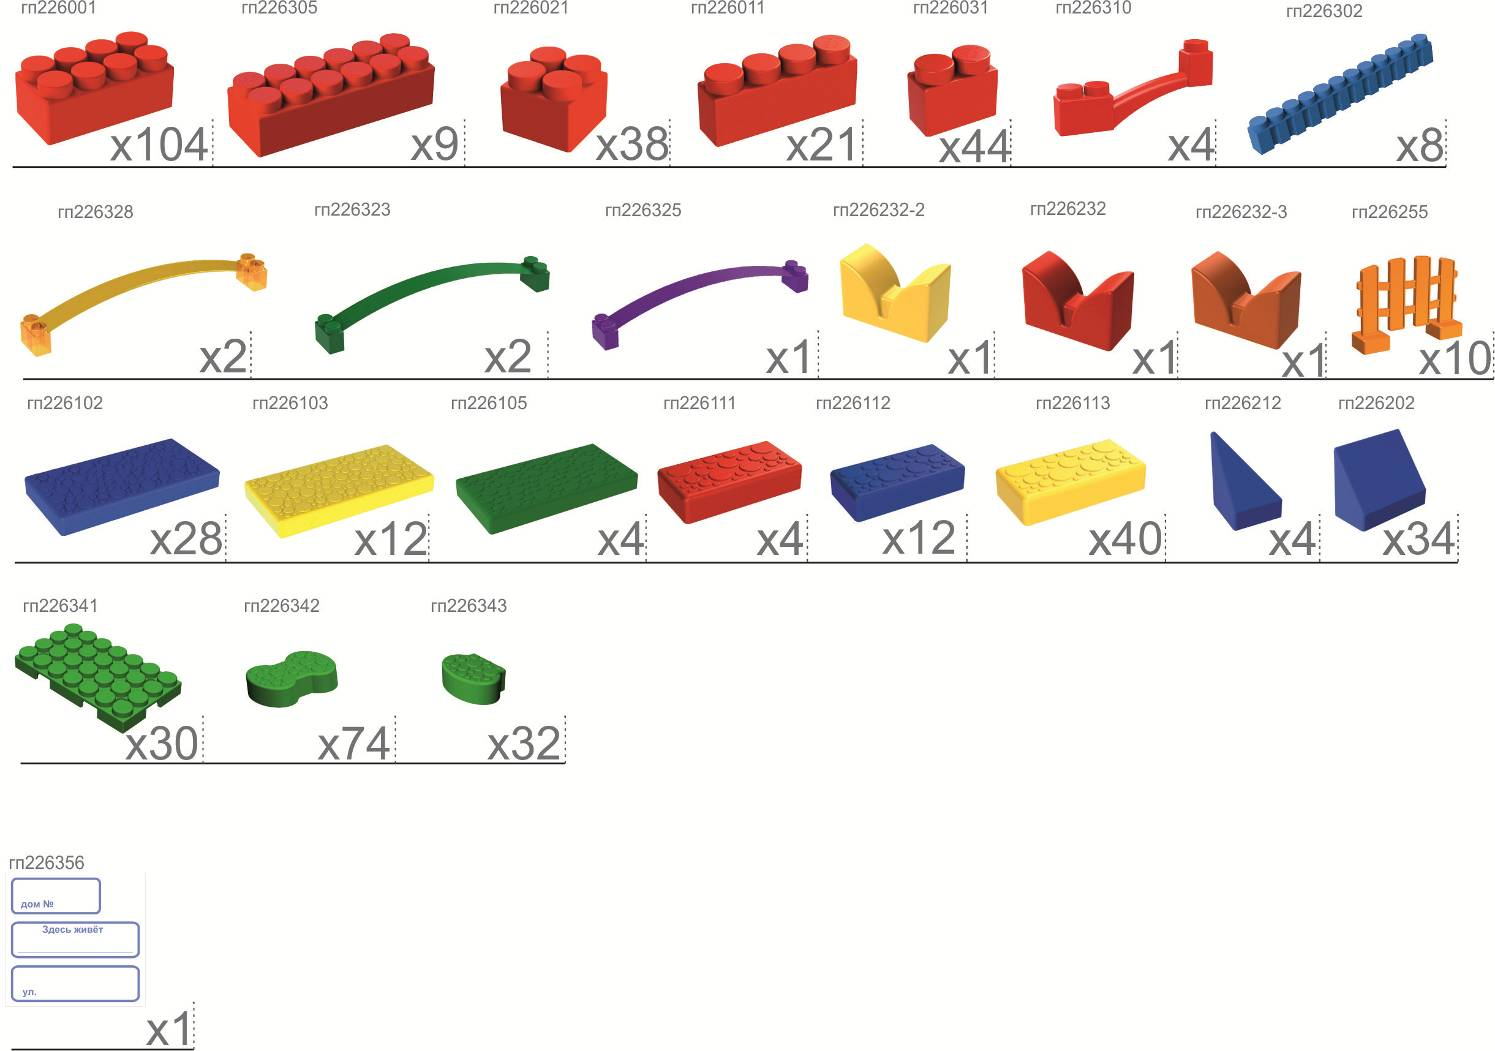 гп226001 гп226305 гп226021 гп226011 гп226031 гп226310 гп226302
x104 x9 x38 x21 x44 x4 x8
гп226328 гп226323 гп226325 гп226232-2 гп226232 гп226232-3 гп226255
x2 x2 x1 x1 x1 x1 x10
гп226102 гп226103 гп226105 гп226111 гп226112 гп226113 гп226212 гп226202
x28 x12 x4 x4 x12 x40 x4 x34
гп226341 гп226342 гп226343
x30 x74 x32
гп226356
дом №
Здесь живёт
ул.
x1